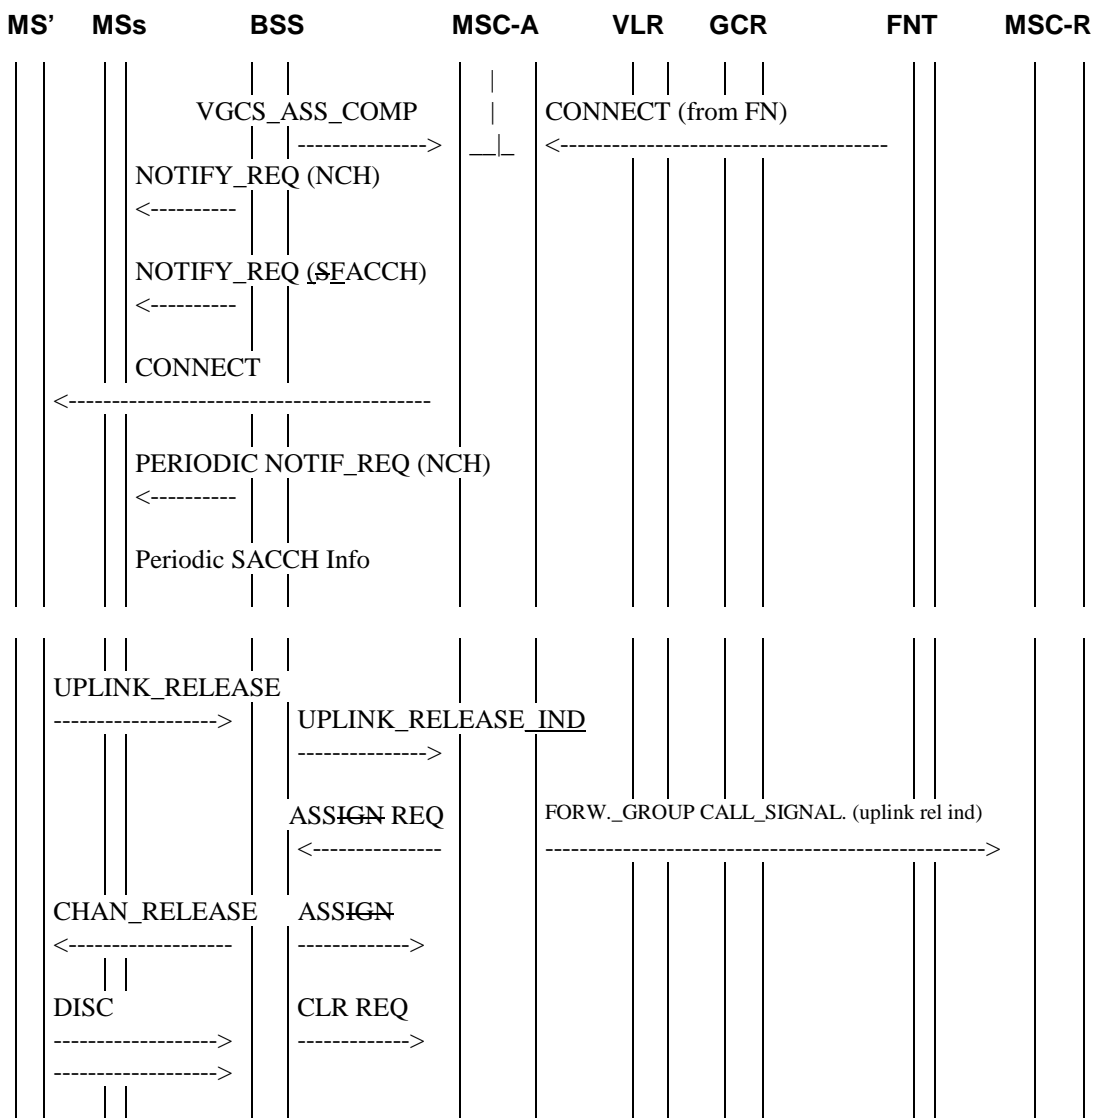 MS’ MSs BSS MSC-A VLR GCR FNT MSC-R
VGCS_ASS_COMP | CONNECT (from FN)
---------------> __|_ <--------------------------------------
NOTIFY_REQ (NCH)
<----------
NOTIFY_REQ (SFACCH)
<----------
CONNECT
<------------------------------------------
PERIODIC NOTIF_REQ (NCH)
<----------
Periodic SACCH Info
UPLINK_RELEASE
-------------------> UPLINK_RELEASE_IND
--------------->
ASSIGN REQ FORW._GROUP CALL_SIGNAL. (uplink rel ind)
<--------------- --------------------------------------------------->
CHAN_RELEASE ASSIGN
<------------------- ------------->
DISC CLR REQ
-------------------> ------------->
------------------->